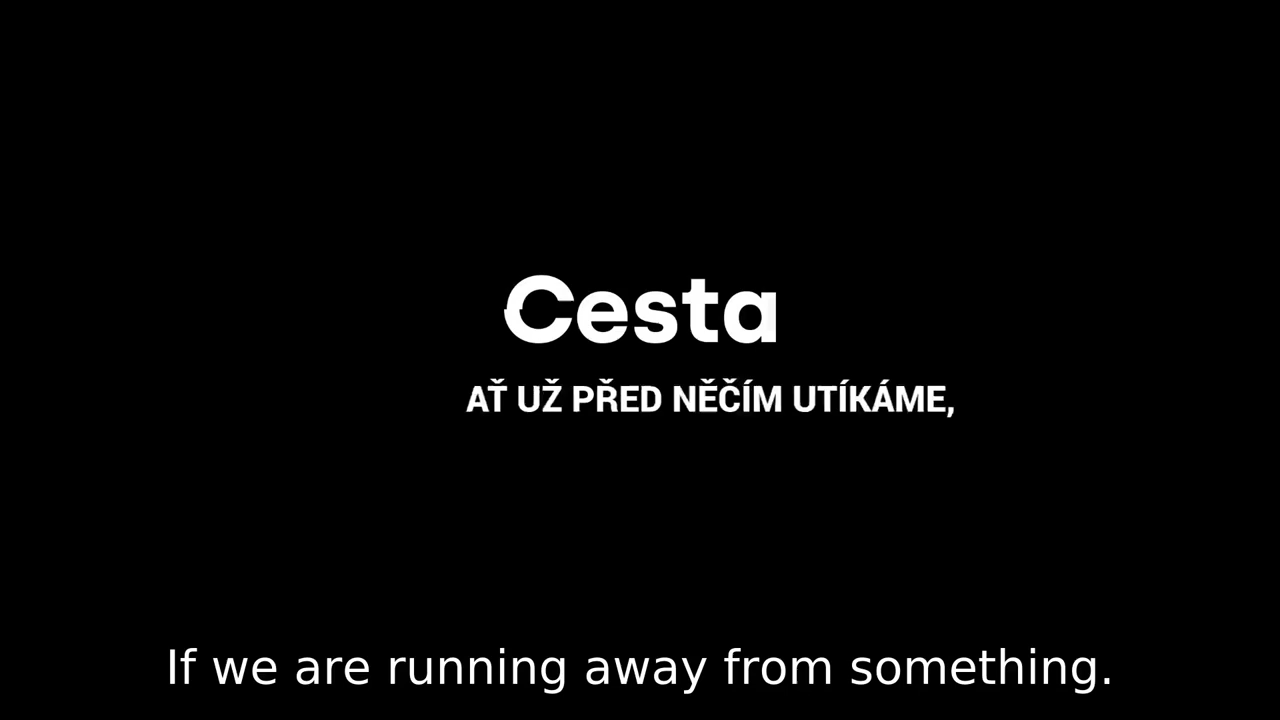 Cesta
AŤ UŽ PŘED NĚČÍM UTÍKÁME,
If we are running away from something.